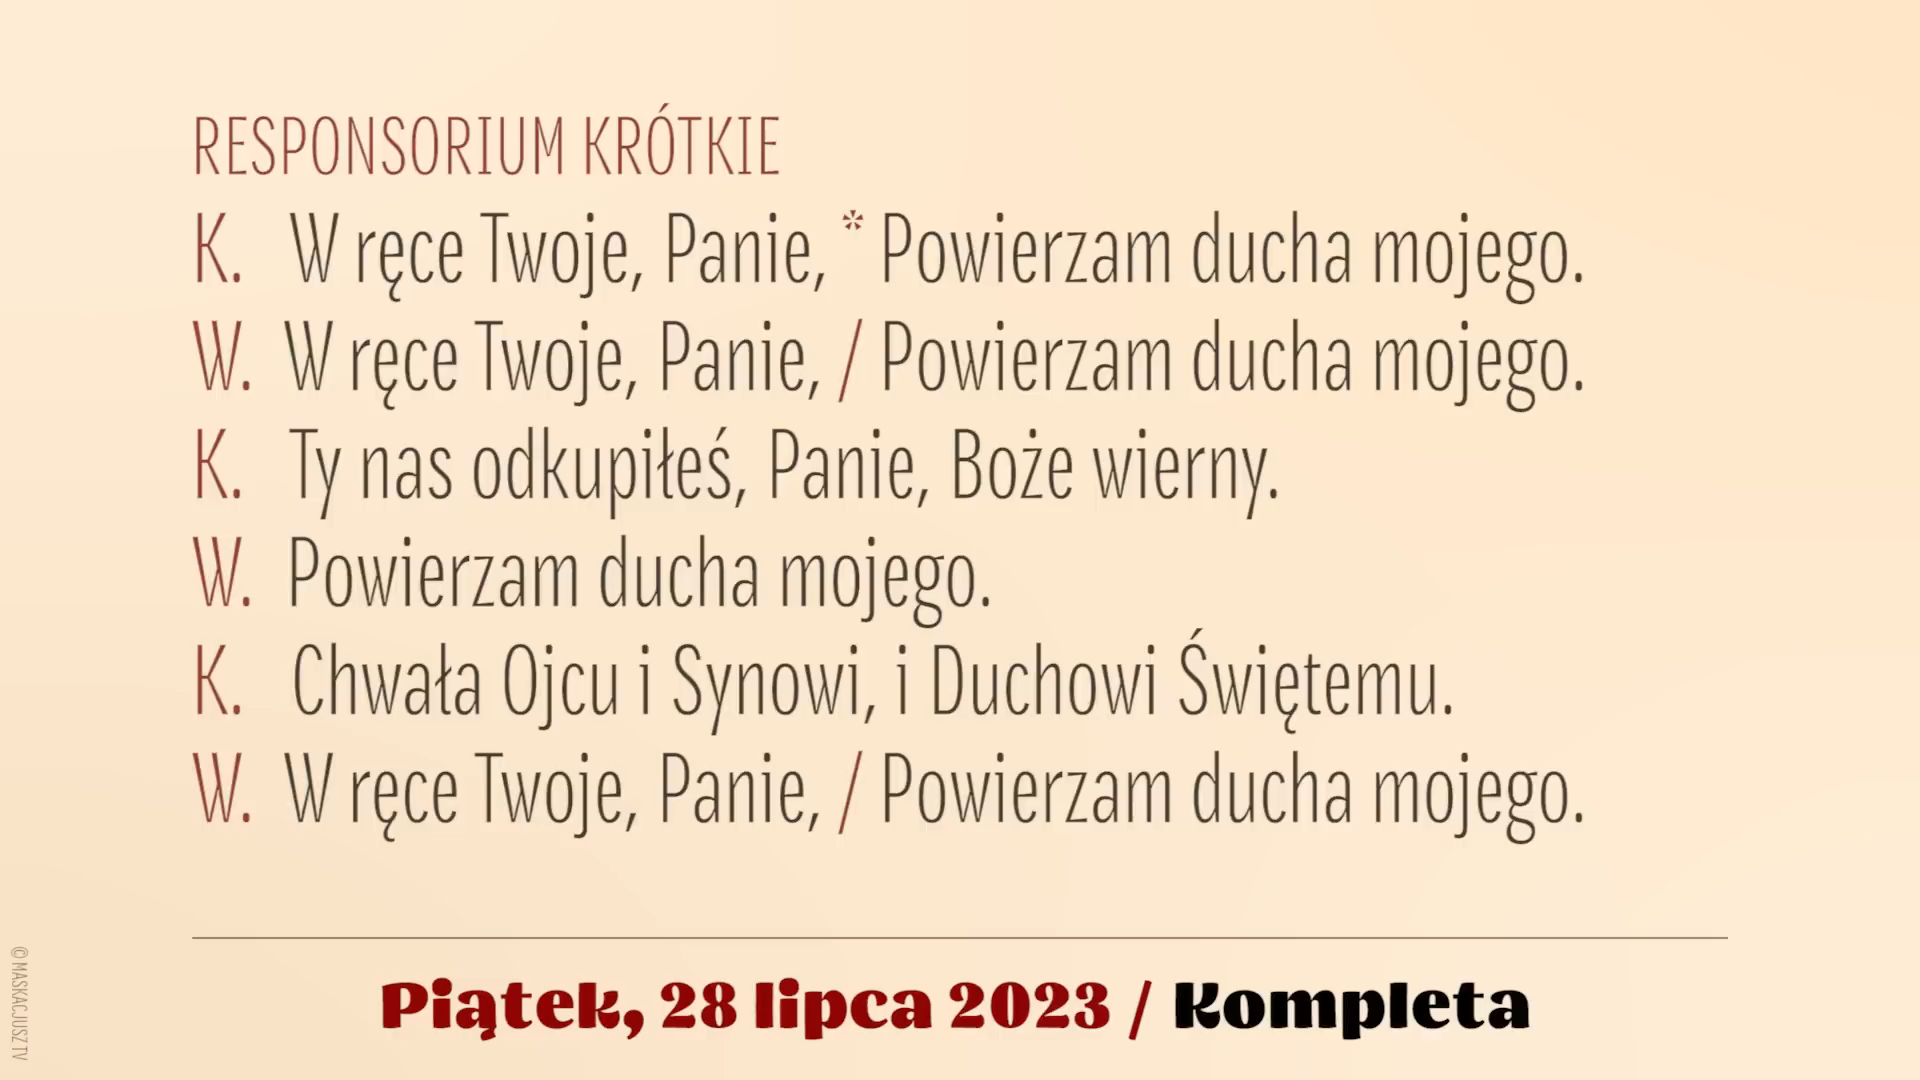 RESPONSORIUM KRÓTKIE
K. W ręce Twoje, Panie, * Powierzam ducha mojego.
W. W ręce Twoje, Panie, / Powierzam ducha mojego.
K. Ty nas odkupiłeś, Panie, Boże wierny.
W. Powierzam ducha mojego.
K. Chwała Ojcu i Synowi, i Duchowi Świętemu.
W. W ręce Twoje, Panie, / Powierzam ducha mojego.
Piątek, 28 lipca 2023 / Kompleta
© MASKACJUSZ TV